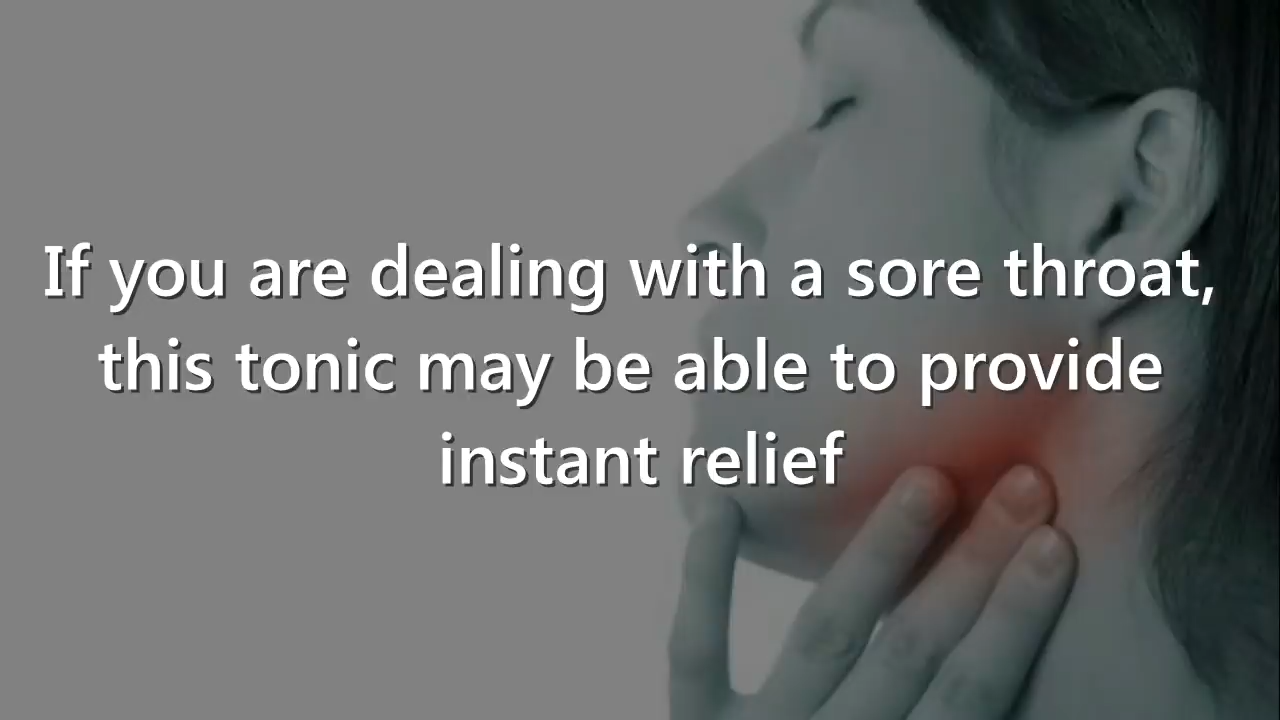 If you are dealing with a sore throat,
this tonic may be able to provide
instant relief